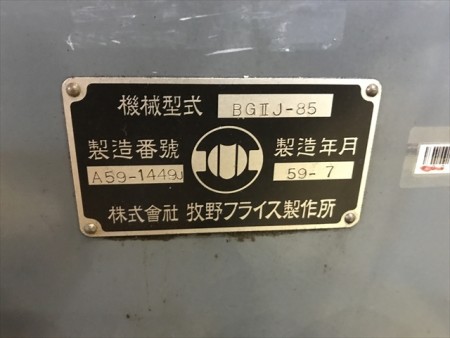 機械型式 BGⅡJ-85
製造番號 製造年月
A59-1449J 59-7
株式會社 牧野フライス製作所